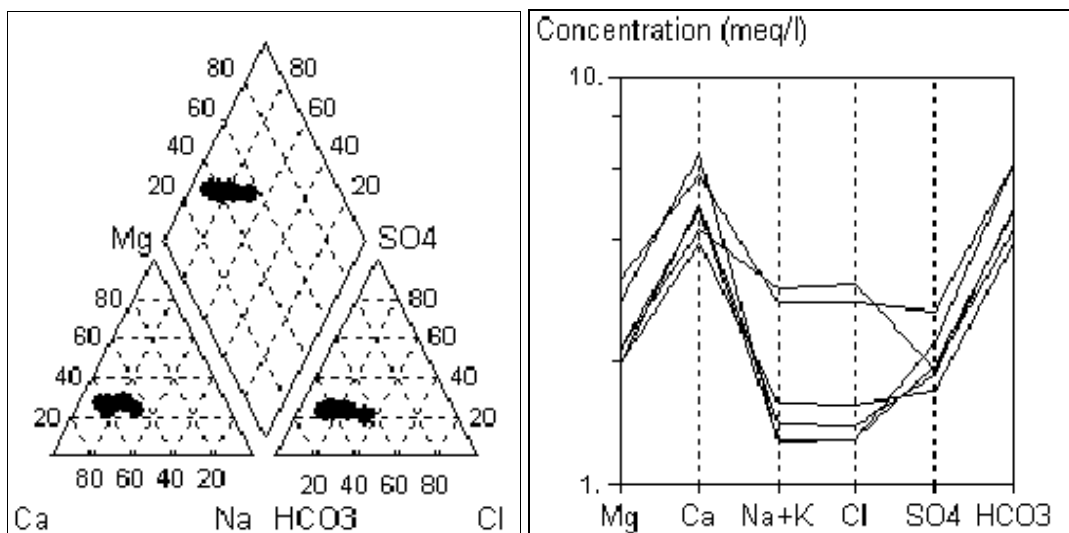 80 80
60 60
40 40
20 20
Mg SO4
80 80
60 60
40 40
20 20
80 60 40 20 20 40 60 80
Ca Na HCO3 Cl
Concentration (meq/l)
10.
1.
Mg Ca Na+K Cl SO4 HCO3